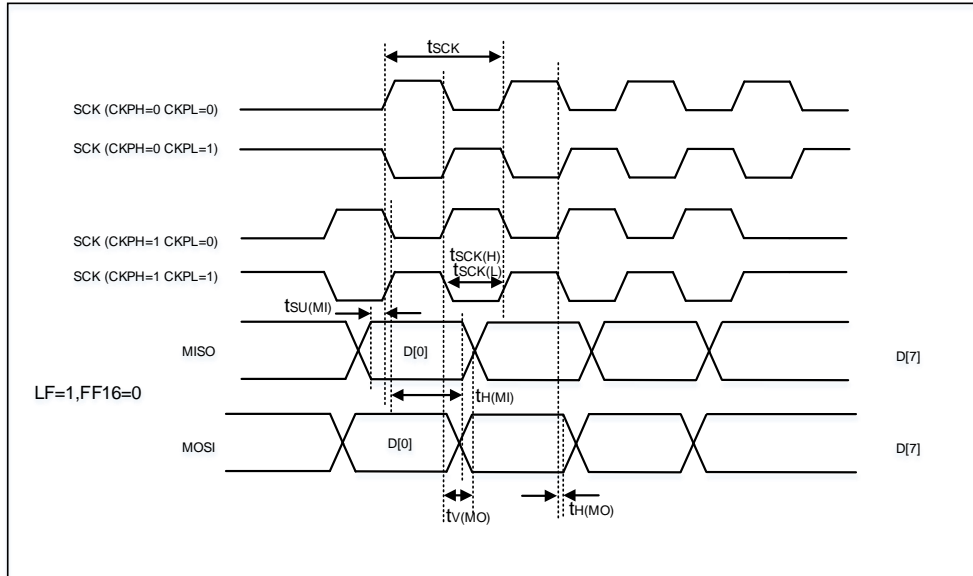 tSCK
SCK (CKPH=0 CKPL=0)
SCK (CKPH=0 CKPL=1)
SCK (CKPH=1 CKPL=0)
tSCK(H)
SCK (CKPH=1 CKPL=1)
tSCK(L)
tSU(MI)
MISO
D[0]
D[7]
LF=1,FF16=0
tH(MI)
MOSI
D[0]
D[7]
tV(MO)
tH(MO)